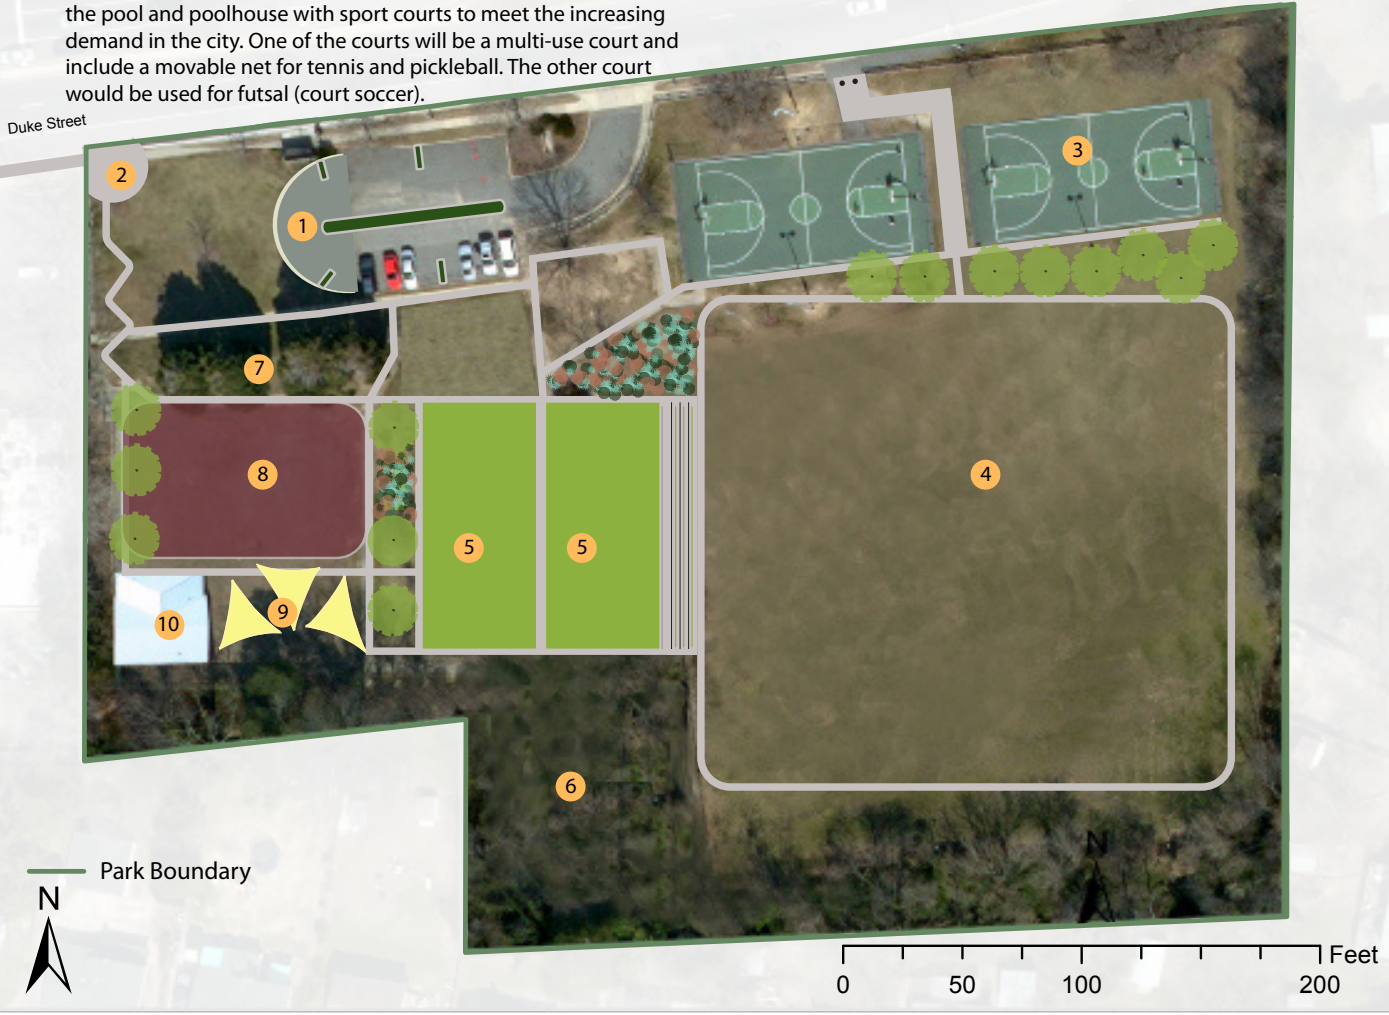 the pool and poolhouse with sport courts to meet the increasing
demand in the city. One of the courts will be a multi-use court and
include a movable net for tennis and pickleball. The other court
would be used for futsal (court soccer).
Duke Street
2
1
3
7
8
4
5
5
9
10
6
N
Park Boundary
N
Feet
0
50
100
200